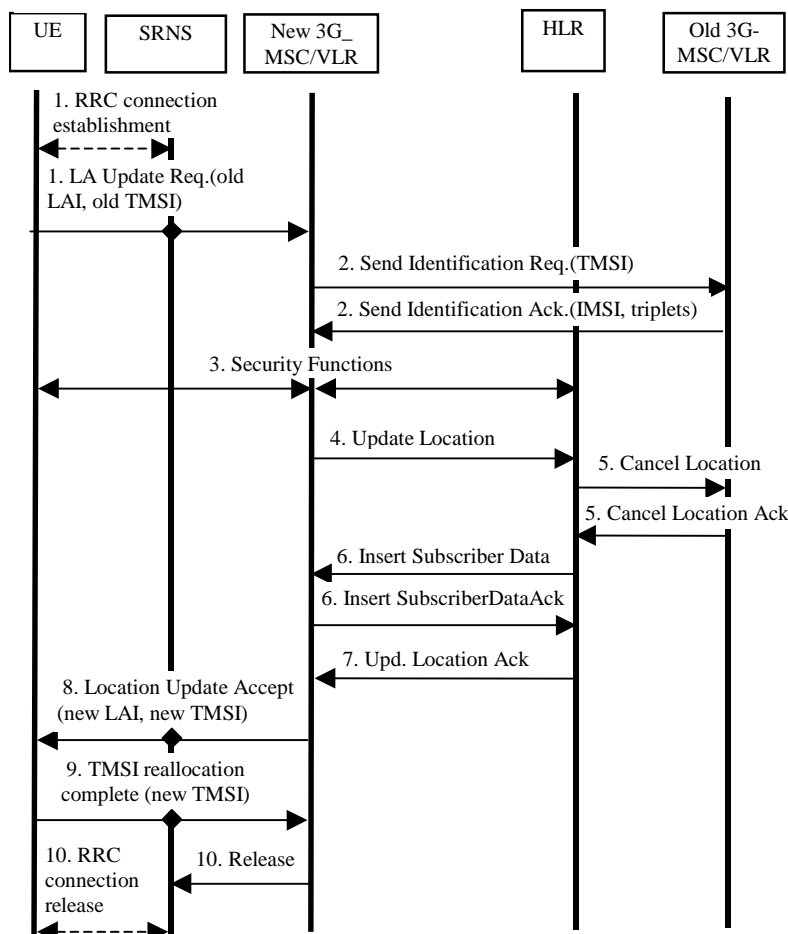 UE
SRNS
New 3G_
MSC/VLR
HLR
Old 3G-
MSC/VLR
1. RRC connection
establishment
1. LA Update Req.(old
LAI, old TMSI)
2. Send Identification Req.(TMSI)
2. Send Identification Ack.(IMSI, triplets)
3. Security Functions
4. Update Location
5. Cancel Location
5. Cancel Location Ack
6. Insert Subscriber Data
6. Insert SubscriberDataAck
7. Upd. Location Ack
8. Location Update Accept
(new LAI, new TMSI)
9. TMSI reallocation
complete (new TMSI)
10. RRC
connection
release
10. Release